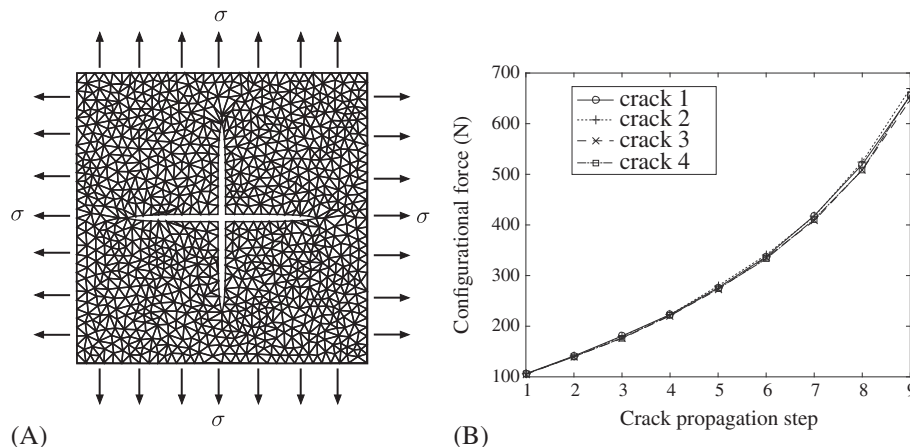 σ
σ
σ
σ
(A)
700
600
500
400
300
200
100
Configurational force (N)
crack 1
crack 2
crack 3
crack 4
1 2 3 4 5 6 7 8 9
Crack propagation step
(B)